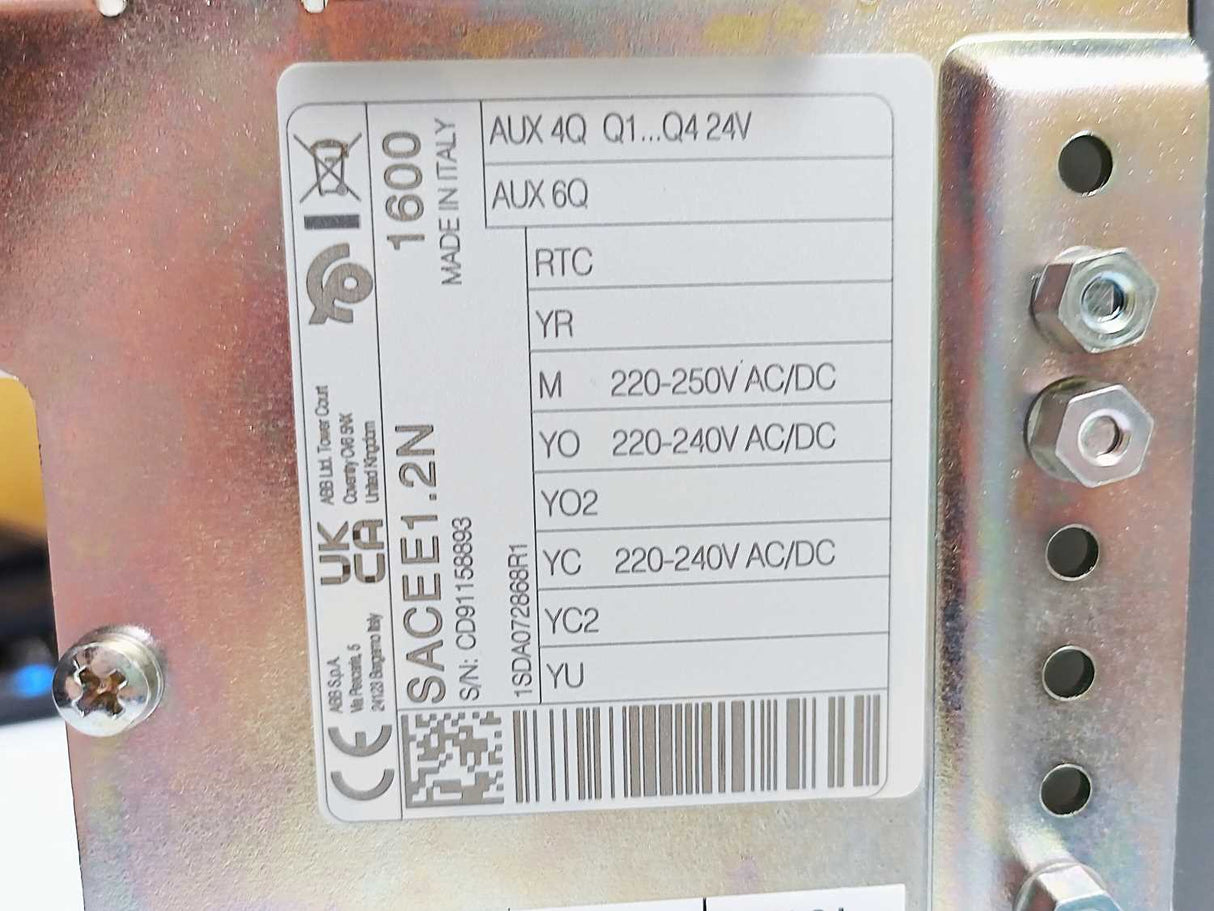 AUX 4Q Q1...Q4 24V
AUX 6Q
RTC
YR
M 220-250V AC/DC
YO 220-240V AC/DC
YO2
YC 220-240V AC/DC
YC2
YU
CE
ABB S.p.A.
Via Pescaria, 5
24123 Bergamo Italy
UK
CA
ABB Ltd. Tower Court
Coventry CV6 5NX
United Kingdom
SACE E1.2N 1600
S/N: CD91158893 MADE IN ITALY
1SDA072868R1